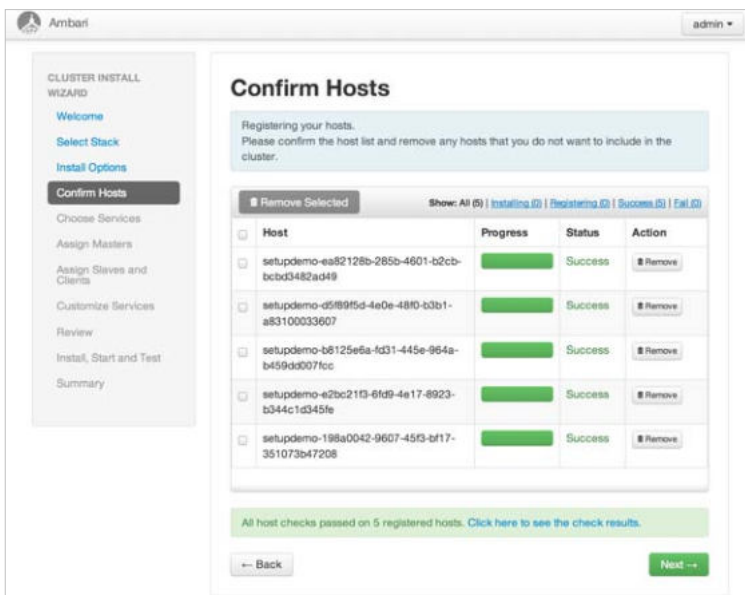 Ambari
admin
CLUSTER INSTALL
WIZARD
Welcome
Select Stack
Install Options
Confirm Hosts
Choose Services
Assign Masters
Assign Slaves and
Clients
Customize Services
Review
Install, Start and Test
Summary
Confirm Hosts
Registering your hosts.
Please confirm the host list and remove any hosts that you do not want to include in the
cluster.
Remove Selected
Show: All (5) | Installing (0) | Registering (0) | Success (5) | Fail (0)
Host Progress Status Action
setupdemo-ea82128b-285b-4601-b2cb-
bcbd3482ad49
Success Remove
setupdemo-d5f89f5d-4e0e-48f0-b3b1-
a83100033607
Success Remove
setupdemo-b8125e6a-fd31-445e-964a-
b459dd007fcc
Success Remove
setupdemo-e2bc21f3-6fd9-4e17-8923-
b344c1d345fe
Success Remove
setupdemo-198a0042-9607-45f3-bf17-
351073b47208
Success Remove
All host checks passed on 5 registered hosts. Click here to see the check results.
← Back
Next →